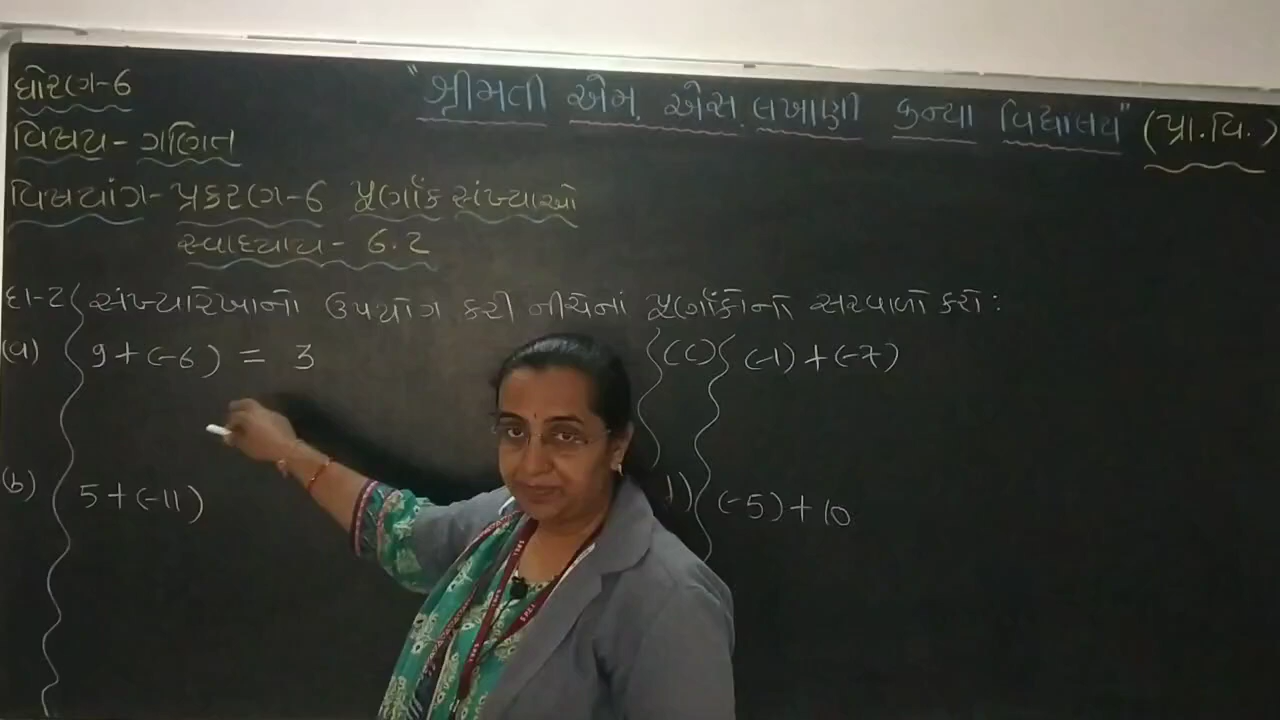 ધોરણ-6
"શ્રીમતી એમ. એસ. લખાણી કન્યા વિદ્યાલય" (પ્રા.વિ.)
વિષય - ગણિત
વિષયાંગ - પ્રકરણ-6 પૂર્ણાંક સંખ્યાઓ
સ્વાધ્યાય - 6.2
દા-2 સંખ્યારેખાનો ઉપયોગ કરી નીચેનાં પૂર્ણાંકોનો સરવાળો કરો :
(a) 9 + (-6) = 3
(c) (-1) + (-7)
(b) 5 + (-11)
(-5) + 10